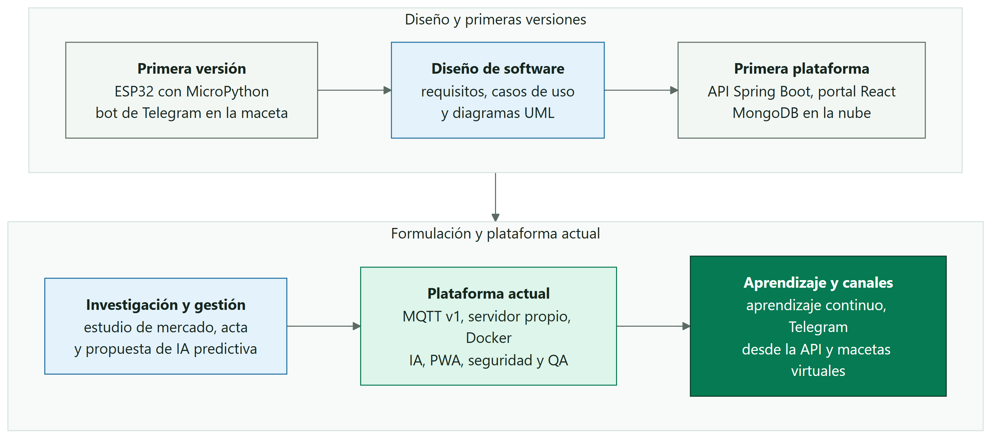 Diseño y primeras versiones
Primera versión
ESP32 con MicroPython
bot de Telegram en la maceta
Diseño de software
requisitos, casos de uso
y diagramas UML
Primera plataforma
API Spring Boot, portal React
MongoDB en la nube
Formulación y plataforma actual
Investigación y gestión
estudio de mercado, acta
y propuesta de IA predictiva
Plataforma actual
MQTT v1, servidor propio,
Docker
IA, PWA, seguridad y QA
Aprendizaje y canales
aprendizaje continuo,
Telegram
desde la API y macetas
virtuales